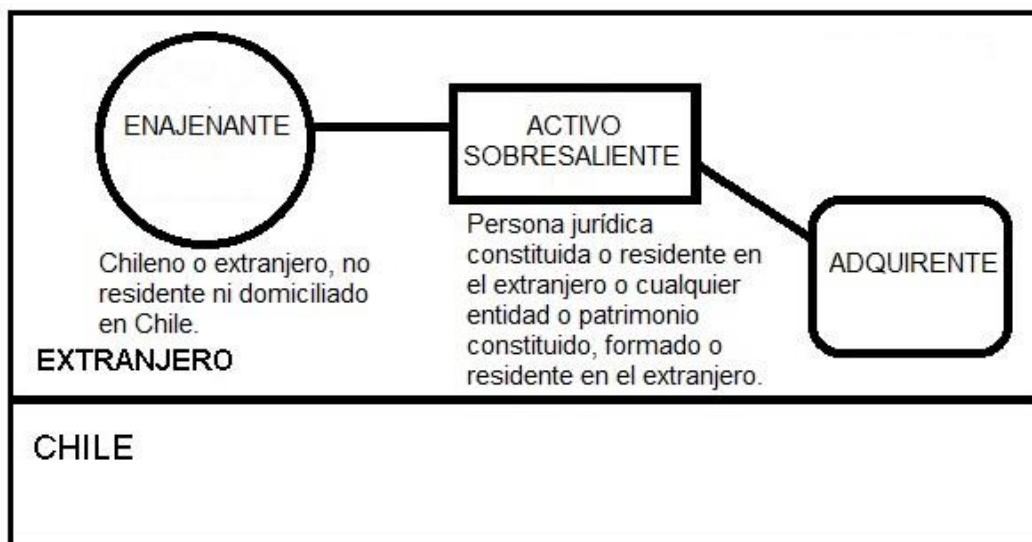 ENAJENANTE
Chileno o extranjero, no
residente ni domiciliado
en Chile.
ACTIVO
SOBRESALIENTE
Persona jurídica
constituida o residente en
el extranjero o cualquier
entidad o patrimonio
constituido, formado o
residente en el extranjero.
ADQUIRENTE
EXTRANJERO
CHILE